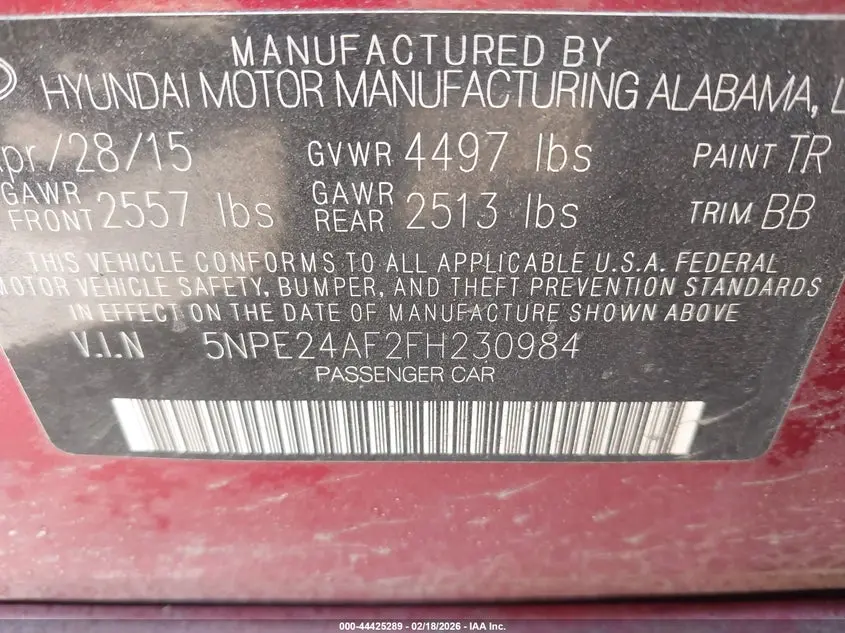 MANUFACTURED BY
HYUNDAI MOTOR MANUFACTURING ALABAMA, L
pr/28/15 GVWR 4497 lbs PAINT TR
GAWR FRONT 2557 lbs GAWR REAR 2513 lbs TRIM BB
THIS VEHICLE CONFORMS TO ALL APPLICABLE U.S.A. FEDERAL
MOTOR VEHICLE SAFETY, BUMPER, AND THEFT PREVENTION STANDARDS
IN EFFECT ON THE DATE OF MANUFACTURE SHOWN ABOVE
V.I.N 5NPE24AF2FH230984
PASSENGER CAR
000-44425289 - 02/18/2026 - IAA Inc.